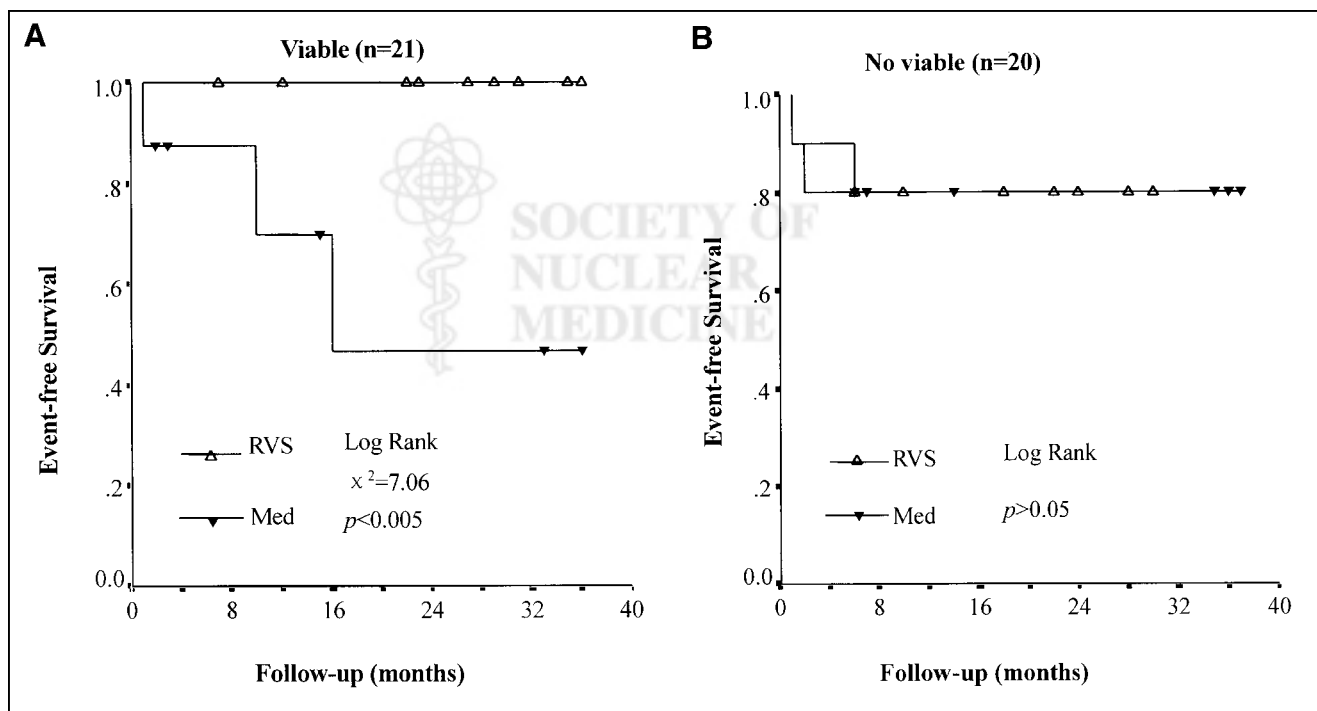 A
Viable (n=21)
1.0
.8
.6
.4
.2
0.0
Event-free Survival
RVS
Med
Log Rank
χ²=7.06
p<0.005
0 8 16 24 32 40
Follow-up (months)
B
No viable (n=20)
1.0
.8
.6
.4
.2
0.0
Event-free Survival
RVS
Med
Log Rank
p>0.05
0 8 16 24 32 40
Follow-up (months)
SOCIETY OF
NUCLEAR
MEDICINE